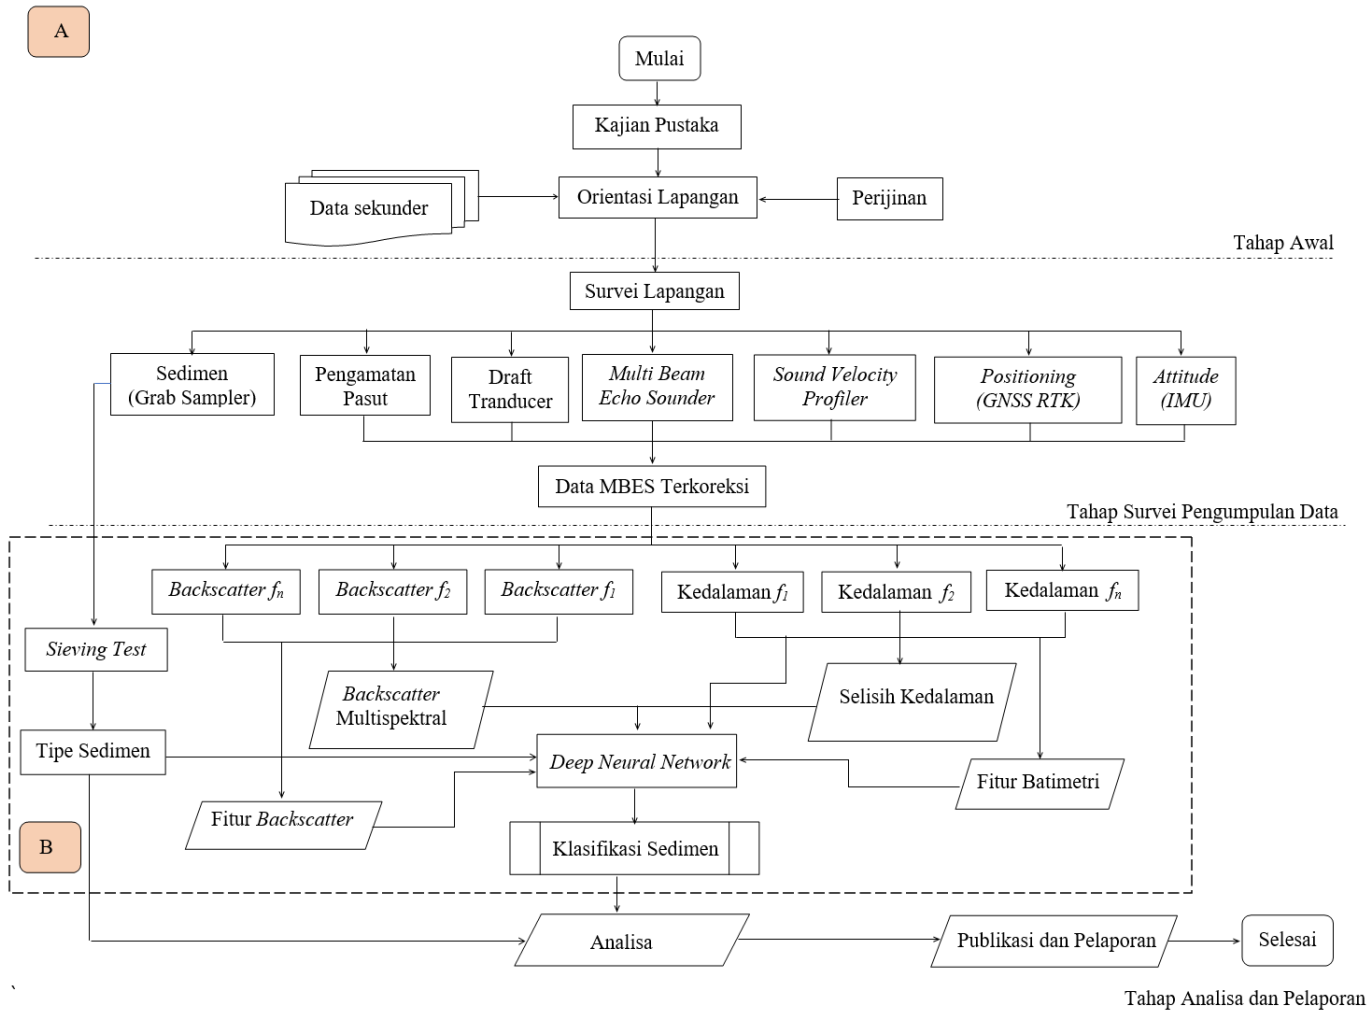 A
Mulai
Kajian Pustaka
Data sekunder
Orientasi Lapangan
Perijinan
Tahap Awal
Survei Lapangan
Sedimen
(Grab Sampler)
Pengamatan
Pasut
Draft
Tranducer
Multi Beam
Echo Sounder
Sound Velocity
Profiler
Positioning
(GNSS RTK)
Attitude
(IMU)
Data MBES Terkoreksi
Tahap Survei Pengumpulan Data
Backscatter fn
Backscatter f2
Backscatter f1
Kedalaman f1
Kedalaman f2
Kedalaman fn
Sieving Test
Backscatter
Multispektral
Selisih Kedalaman
Tipe Sedimen
Deep Neural Network
Fitur Batimetri
Fitur Backscatter
B
Klasifikasi Sedimen
Analisa
Publikasi dan Pelaporan
Selesai
`
Tahap Analisa dan Pelaporan